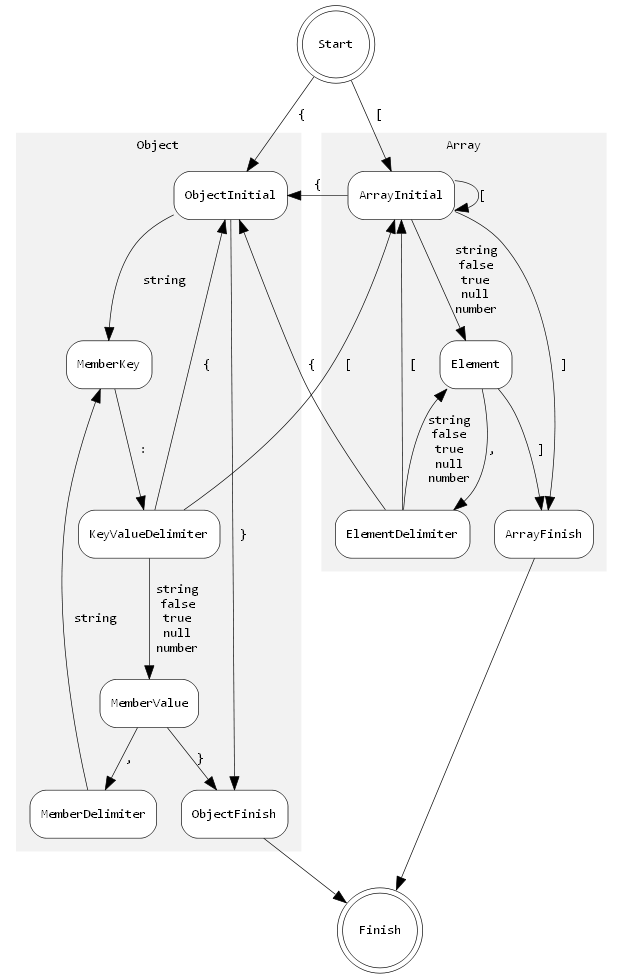 Start
{
[
Object
Array
ObjectInitial
{
ArrayInitial
[
string
string
false
true
null
number
MemberKey
{
{
[
[
Element
]
:
string
false
true
null
number
,
]
KeyValueDelimiter
}
ElementDelimiter
ArrayFinish
string
string
false
true
null
number
MemberValue
,
}
MemberDelimiter
ObjectFinish
Finish